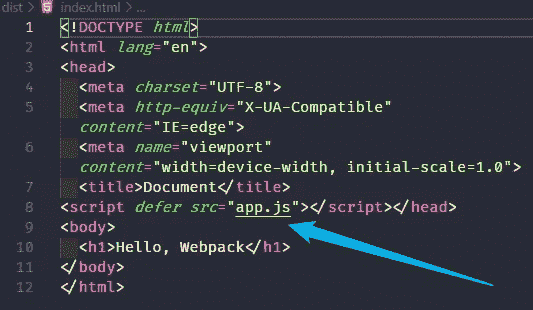 dist > index.html > ...
1 <!DOCTYPE html>
2 <html lang="en">
3 <head>
4 <meta charset="UTF-8">
5 <meta http-equiv="X-UA-Compatible"
content="IE=edge">
6 <meta name="viewport"
content="width=device-width, initial-scale=1.0">
7 <title>Document</title>
8 <script defer src="app.js"></script></head>
9 <body>
10 <h1>Hello, Webpack</h1>
11 </body>
12 </html>